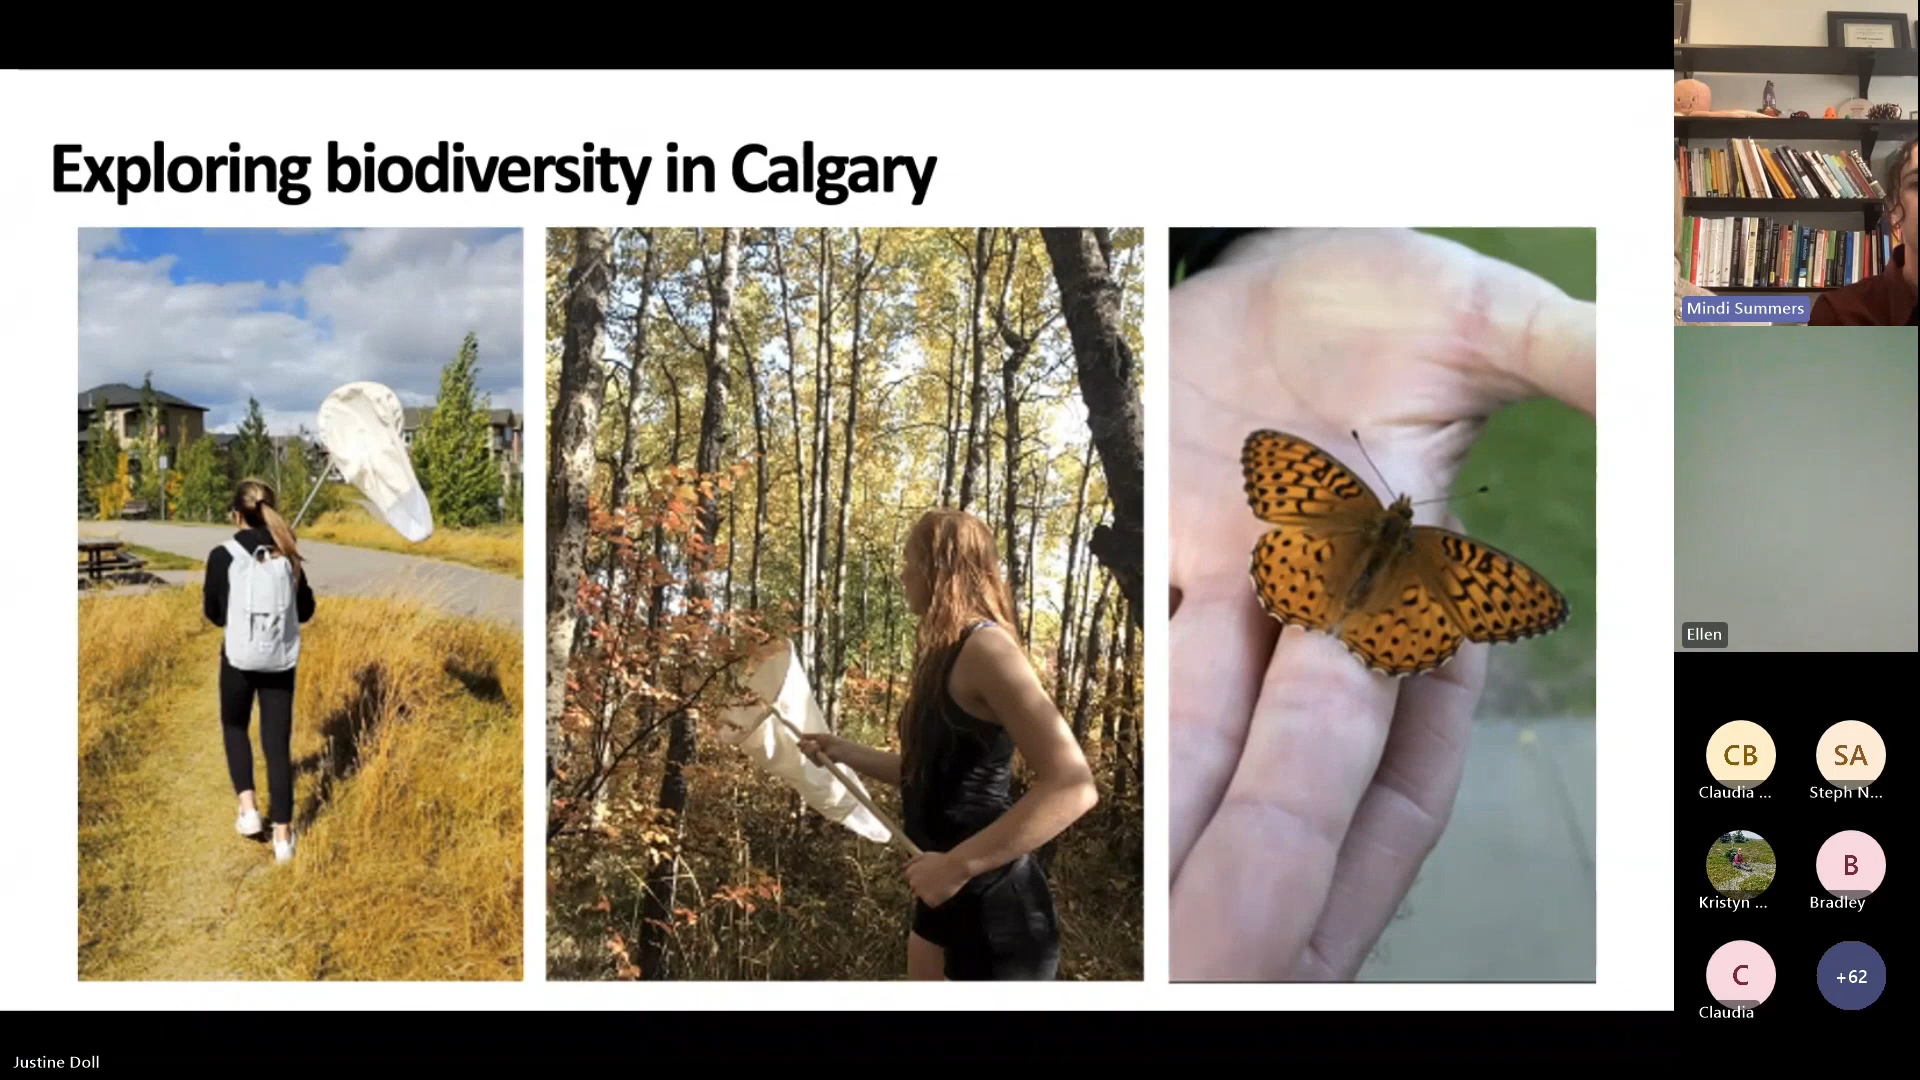 Exploring biodiversity in Calgary
Mindi Summers
Ellen
CB
SA
Claudia ...
Steph N...
B
Kristyn ...
Bradley
C
+62
Claudia
Justine Doll